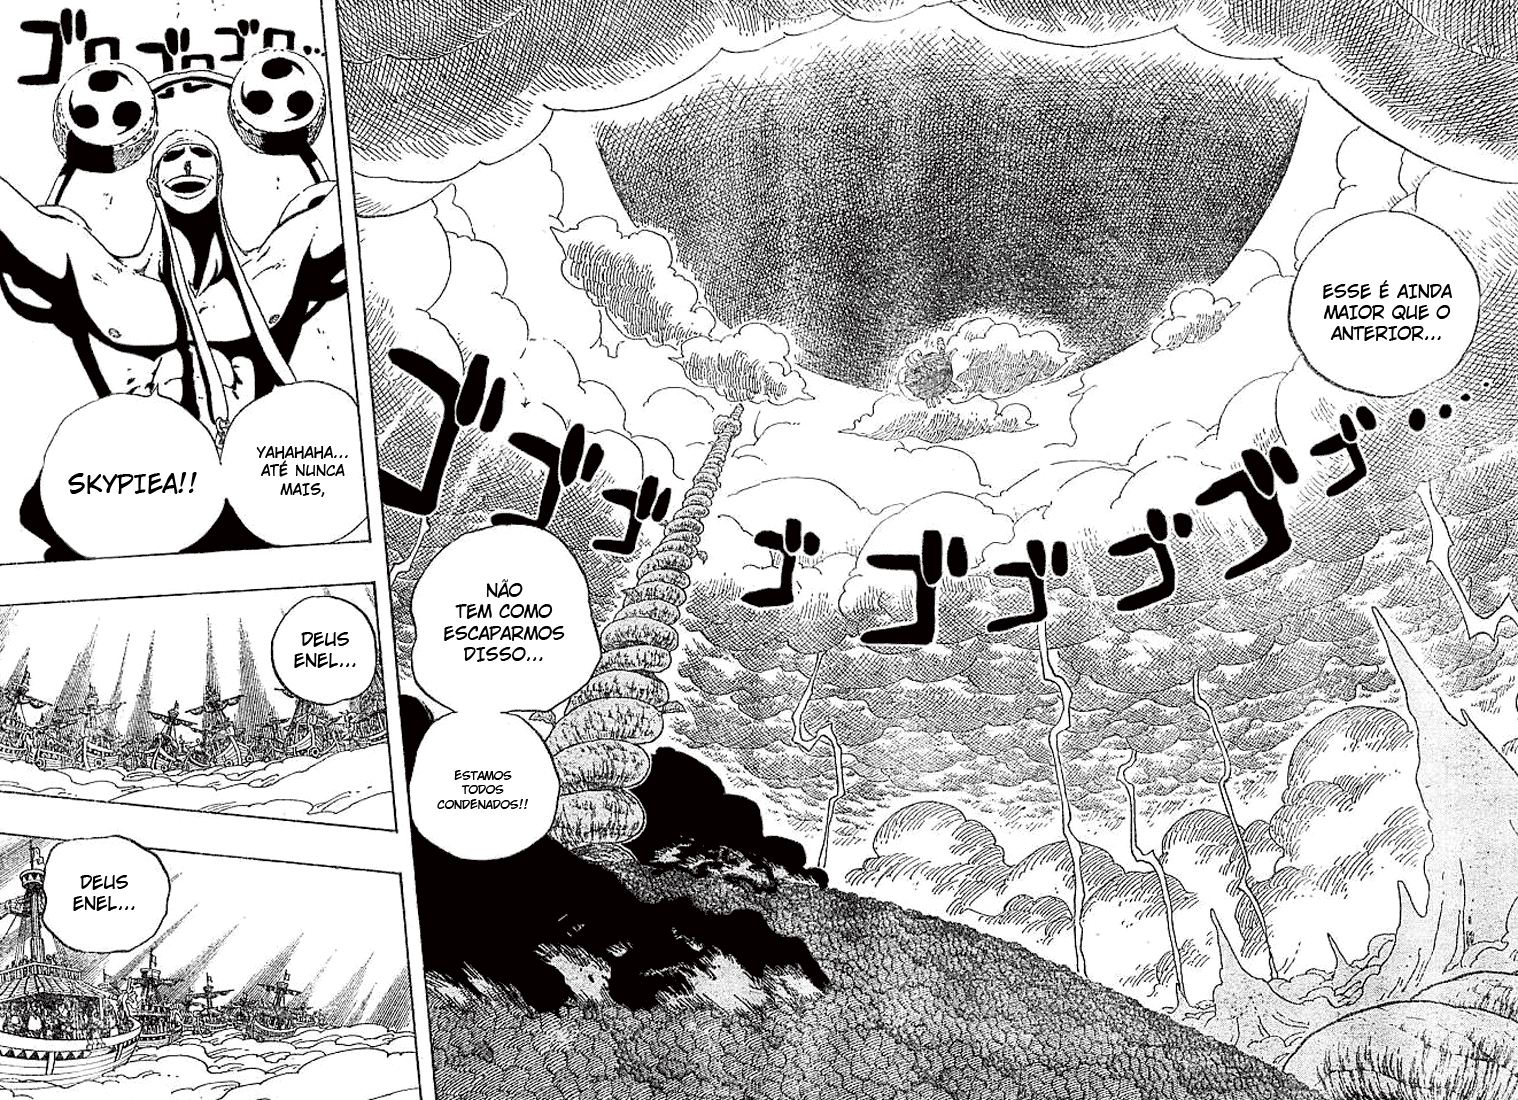 ESSE É AINDA
MAIOR QUE O
ANTERIOR...
ゴゴゴゴゴゴゴゴゴ...
NÃO
TEM COMO
ESCAPARMOS
DISSO...
ESTAMOS
TODOS
CONDENADOS!!
ゴロゴロゴロ...
YAHAHAHA...
ATÉ NUNCA
MAIS,
SKYPIEA!!
DEUS
ENEL...
DEUS
ENEL...